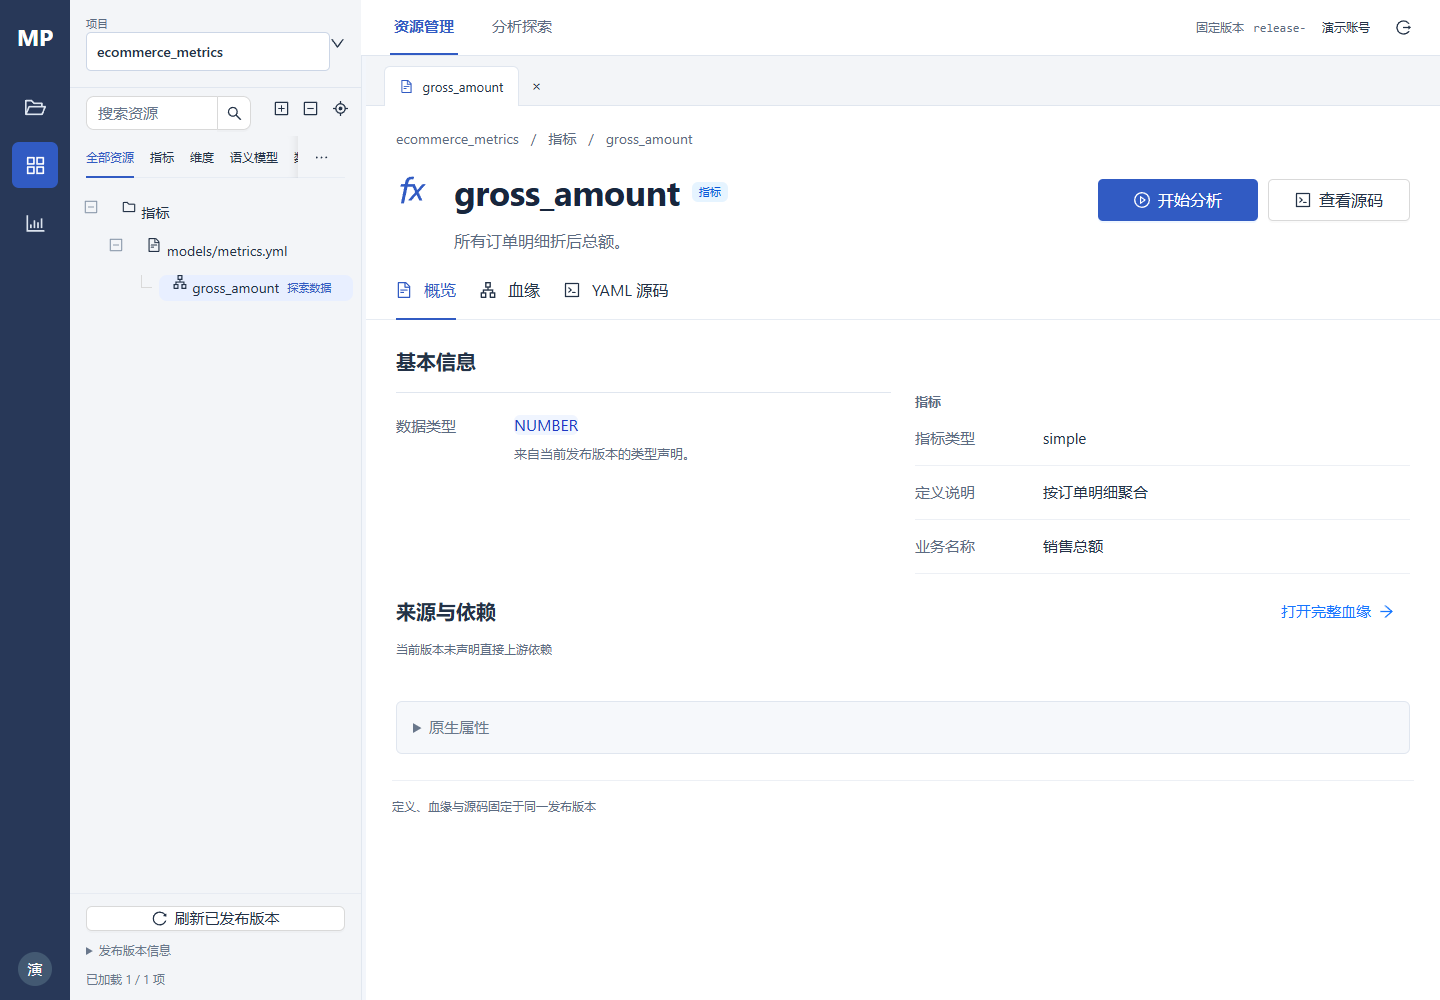 MP
项目
ecommerce_metrics
搜索资源
全部资源 指标 维度 语义模型 ···
指标
models/metrics.yml
gross_amount 探索数据
刷新已发布版本
发布版本信息
已加载 1 / 1 项
演
资源管理 分析探索
固定版本 release- 演示账号
gross_amount ×
ecommerce_metrics / 指标 / gross_amount
fx gross_amount 指标
所有订单明细折后总额。
开始分析 查看源码
概览 血缘 YAML 源码
基本信息
数据类型 NUMBER
来自当前发布版本的类型声明。
指标
指标类型 simple
定义说明 按订单明细聚合
业务名称 销售总额
来源与依赖 打开完整血缘
当前版本未声明直接上游依赖
原生属性
定义、血缘与源码固定于同一发布版本